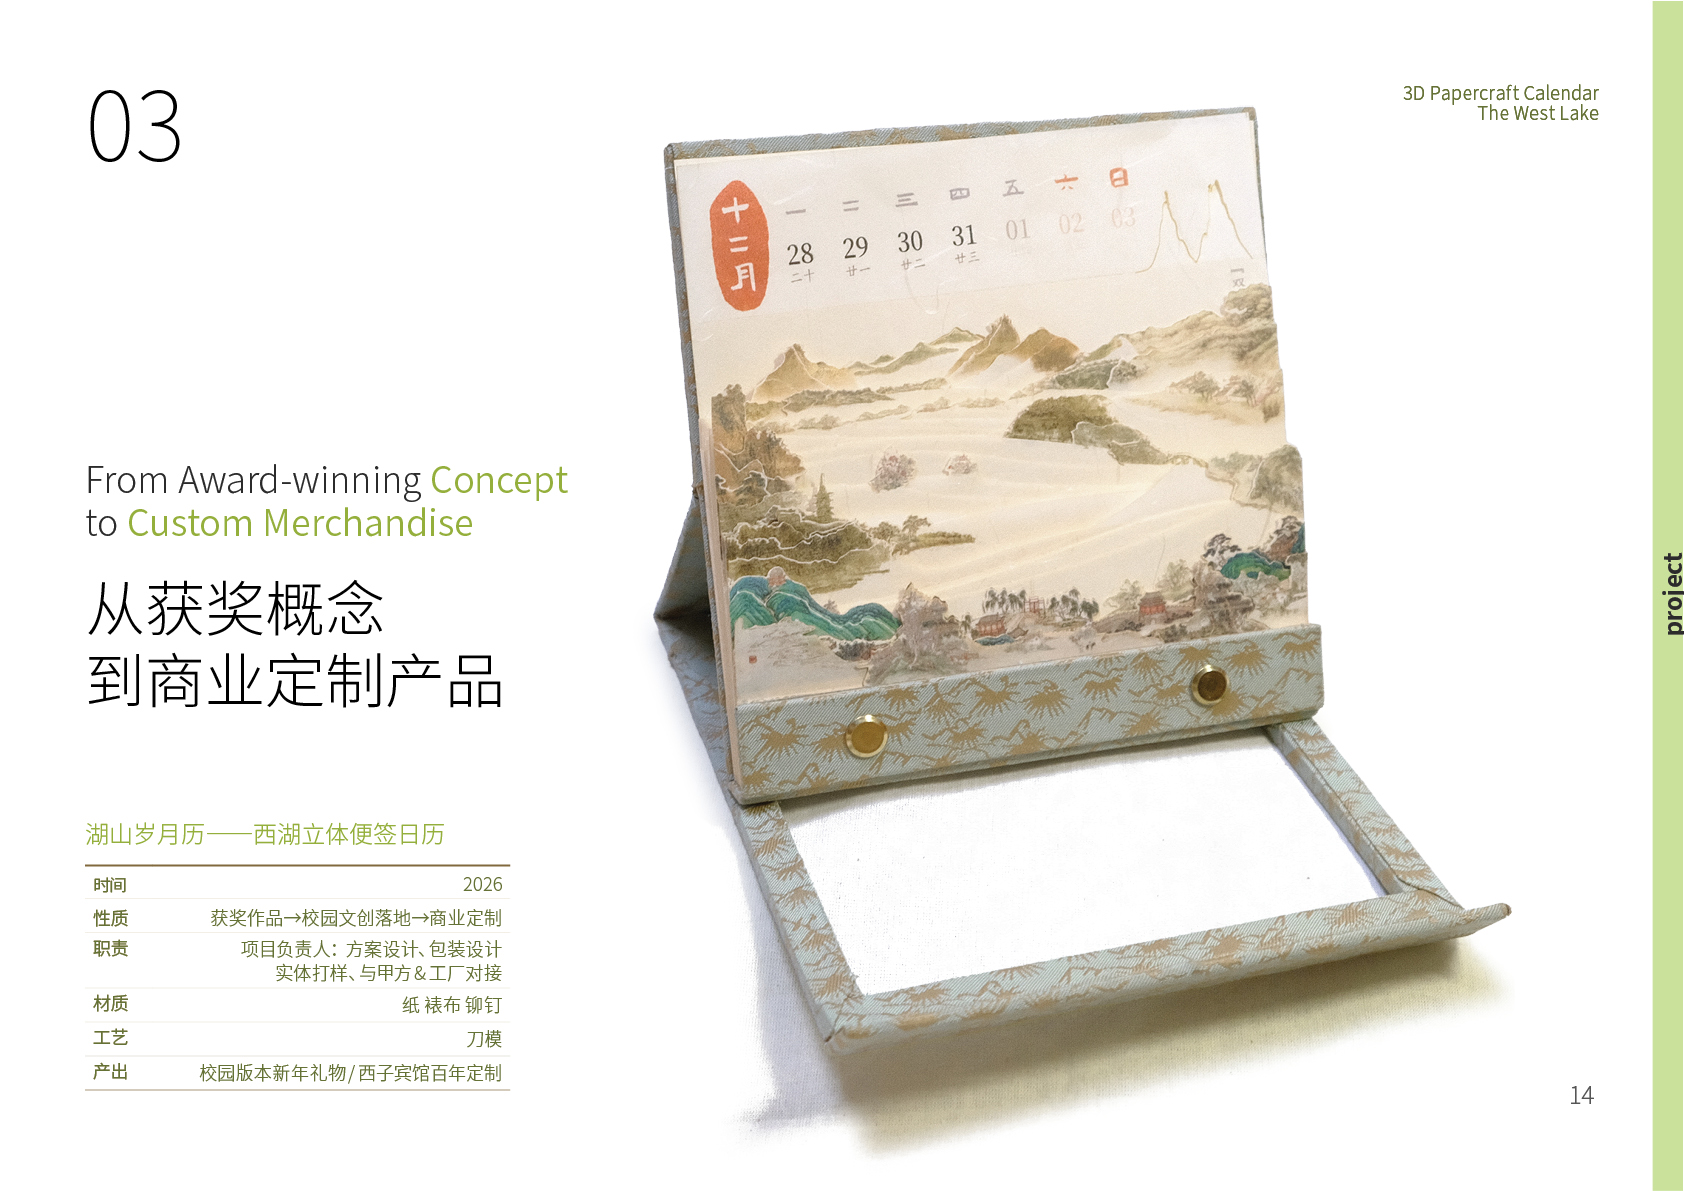 03
3D Papercraft Calendar
The West Lake
十二月
一 二 三 四 五 六 日
28 29 30 31 01 02 03
二十 廿一 廿二 廿三
From Award-winning Concept
to Custom Merchandise
从获奖概念
到商业定制产品
湖山岁月历——西湖立体便签日历
时间 2026
性质 获奖作品→校园文创落地→商业定制
职责 项目负责人：方案设计、包装设计
实体打样、与甲方&工厂对接
材质 纸 裱布 铆钉
工艺 刀模
产出 校园版本新年礼物/西子宾馆百年定制
project
14